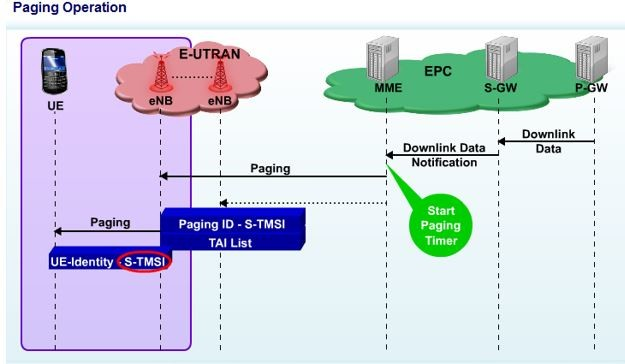 Paging Operation
E-UTRAN
EPC
UE
eNB
eNB
MME
S-GW
P-GW
Downlink
Data
Downlink Data
Notification
Paging
Start
Paging
Timer
Paging
Paging ID - S-TMSI
TAI List
UE-Identity - S-TMSI